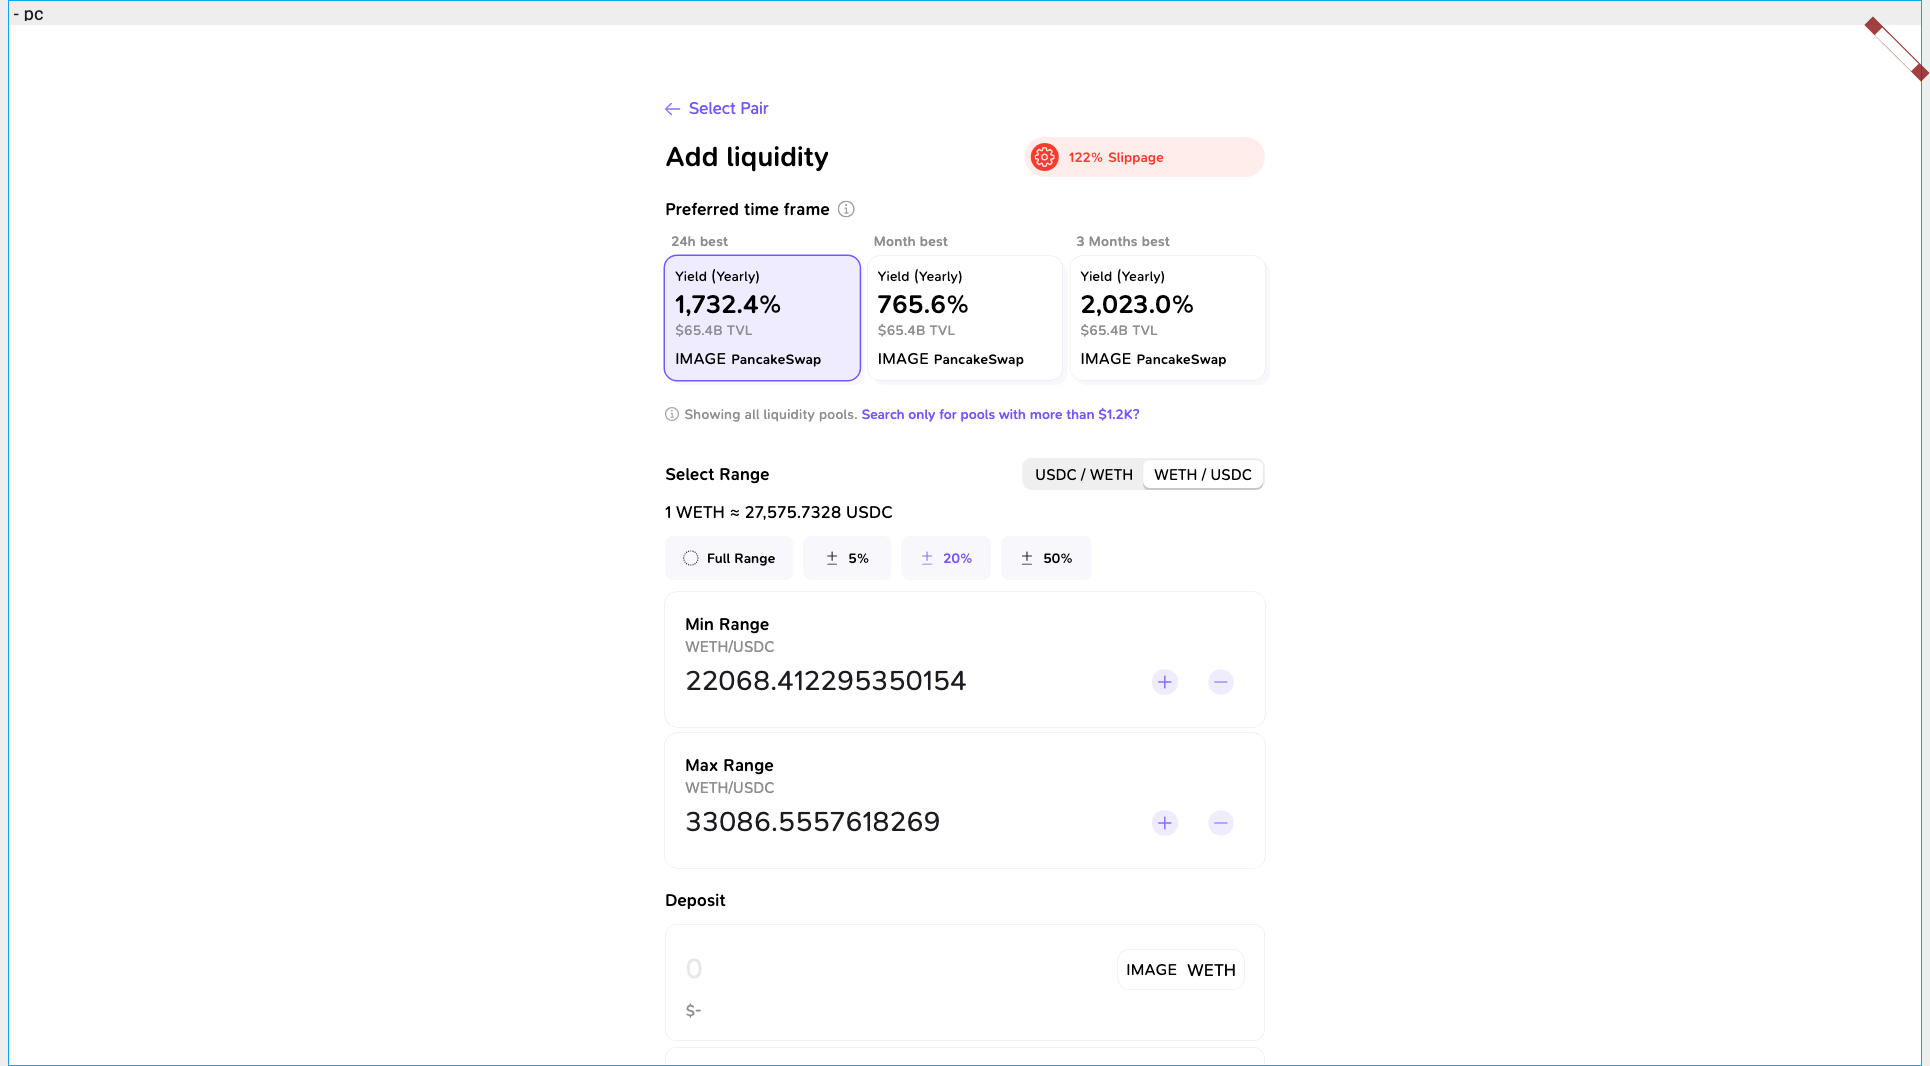 - pc
Select Pair
Add liquidity
122% Slippage
Preferred time frame
24h best
Month best
3 Months best
Yield (Yearly)
1,732.4%
$65.4B TVL
IMAGE PancakeSwap
Yield (Yearly)
765.6%
$65.4B TVL
IMAGE PancakeSwap
Yield (Yearly)
2,023.0%
$65.4B TVL
IMAGE PancakeSwap
Showing all liquidity pools. Search only for pools with more than $1.2K?
Select Range
USDC / WETH
WETH / USDC
1 WETH ≈ 27,575.7328 USDC
Full Range
± 5%
± 20%
± 50%
Min Range
WETH/USDC
22068.412295350154
Max Range
WETH/USDC
33086.5557618269
Deposit
0
IMAGE WETH
$-